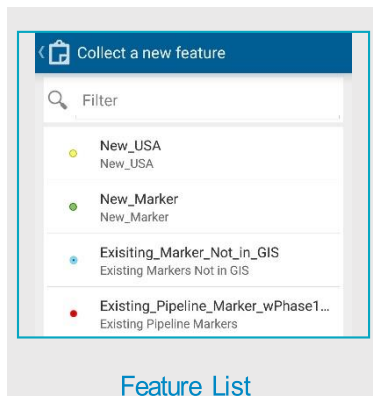 Collect a new feature
Filter
New_USA
New_USA
New_Marker
New_Marker
Exisiting_Marker_Not_in_GIS
Existing Markers Not in GIS
Existing_Pipeline_Marker_wPhase1...
Existing Pipeline Markers
Feature List